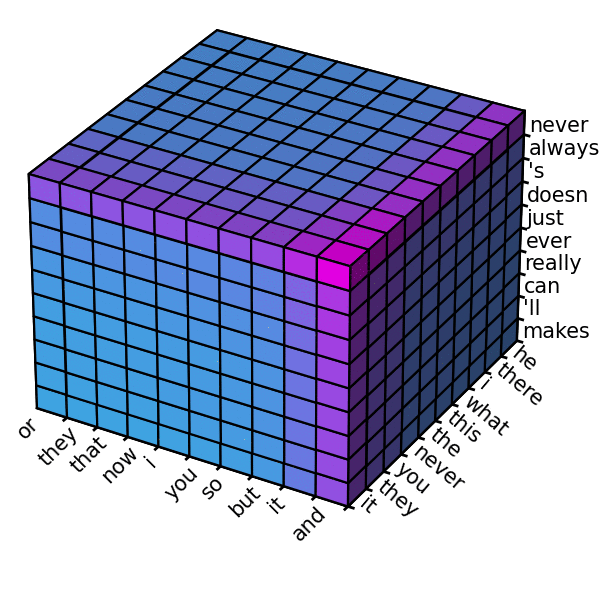 never
always
's
doesn
just
ever
really
can
'll
makes
he
there
i
what
this
the
never
you
they
it
or
they
that
now
i
you
so
but
it
and